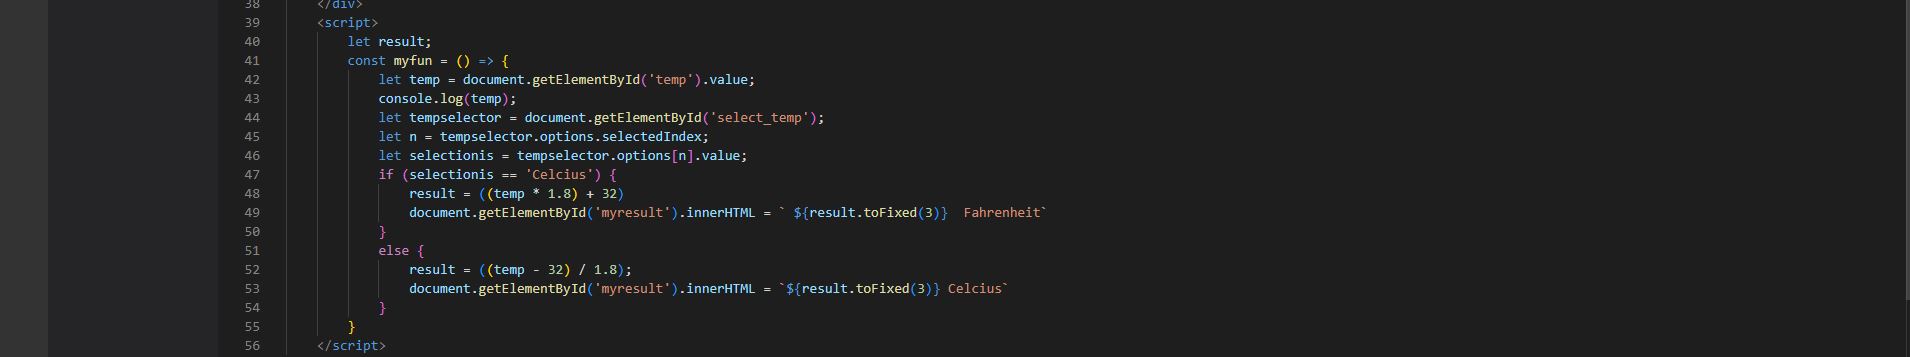 38 </div>
39 <script>
40 let result;
41 const myfun = () => {
42 let temp = document.getElementById('temp').value;
43 console.log(temp);
44 let tempselector = document.getElementById('select_temp');
45 let n = tempselector.options.selectedIndex;
46 let selectionis = tempselector.options[n].value;
47 if (selectionis == 'Celcius') {
48 result = ((temp * 1.8) + 32)
49 document.getElementById('myresult').innerHTML = ` ${result.toFixed(3)}  Fahrenheit`
50 }
51 else {
52 result = ((temp - 32) / 1.8);
53 document.getElementById('myresult').innerHTML = `${result.toFixed(3)} Celcius`
54 }
55 }
56 </script>